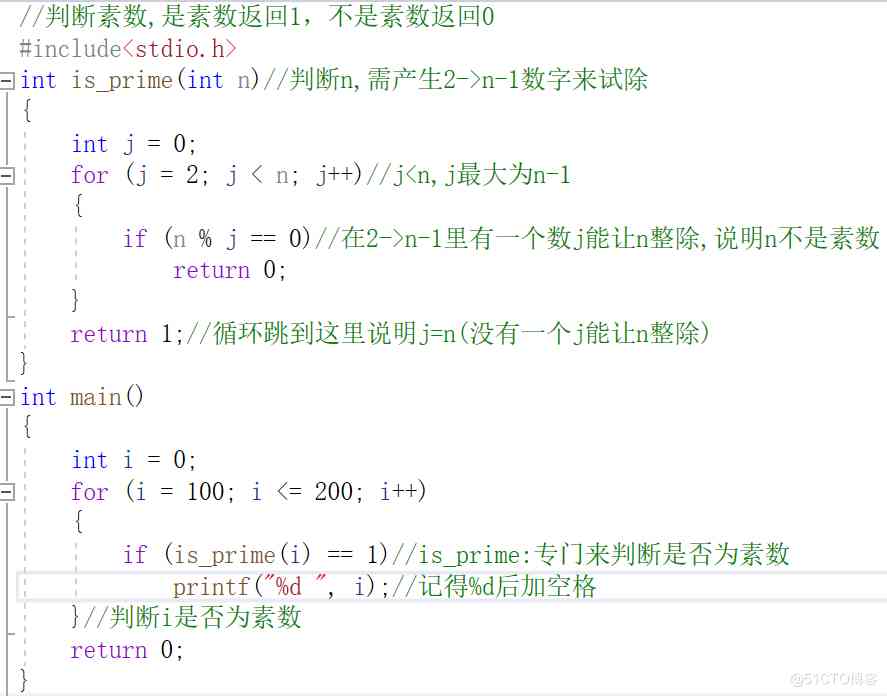 //判断素数,是素数返回1，不是素数返回0
#include<stdio.h>
int is_prime(int n)//判断n,需产生2->n-1数字来试除
{
    int j = 0;
    for (j = 2; j < n; j++)//j<n,j最大为n-1
    {
        if (n % j == 0)//在2->n-1里有一个数j能让n整除,说明n不是素数
            return 0;
    }
    return 1;//循环跳到这里说明j=n(没有一个j能让n整除)
}
int main()
{
    int i = 0;
    for (i = 100; i <= 200; i++)
    {
        if (is_prime(i) == 1)//is_prime:专门来判断是否为素数
            printf("%d ", i);//记得%d后加空格
    }//判断i是否为素数
    return 0;
}
@51CTO博客